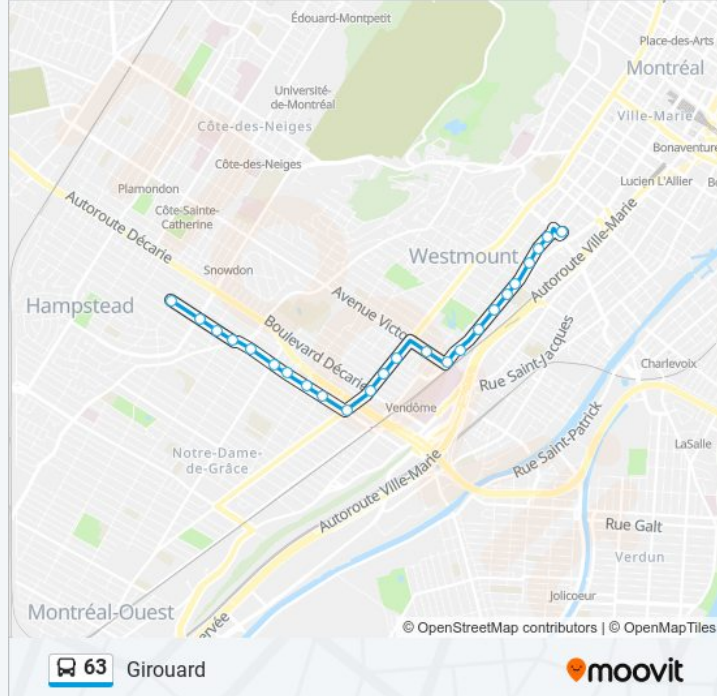 Édouard-Montpetit
Place-des-Arts
Montréal
Université
de-Montréal
Côte-des-Neiges
Ville-Marie
Bonaventure
Côte-des-Neiges
Lucien L'Allier
Plamondon
Autoroute Décarie
Côte-Sainte-
Catherine
Autoroute Ville-Marie
Westmount
Snowdon
Hampstead
Avenue Victo
Boulevard Décarie
Rue Saint-Jacques
Charlevoix
Vendôme
Rue Saint-Patrick
LaSalle
Notre-Dame-
de-Grâce
Autoroute Ville-Marie
Rue Galt
Verdun
Jolicoeur
Montréal-Ouest
© OpenStreetMap contributors | © OpenMapTiles
63 Girouard
moovit